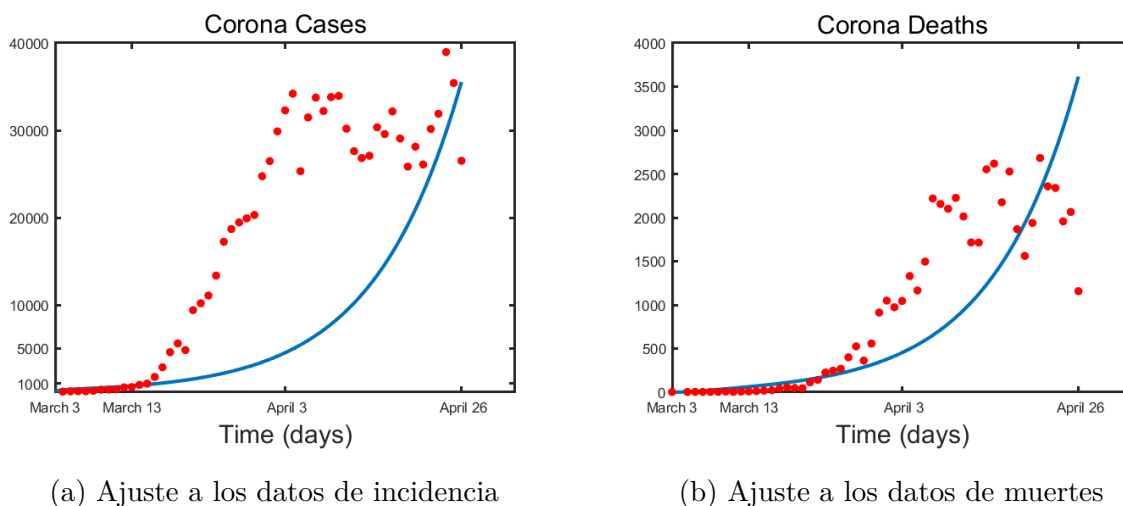 Corona Cases
40000
30000
20000
10000
5000
1000
March 3
March 13
April 3
April 26
Time (days)
(a) Ajuste a los datos de incidencia
Corona Deaths
4000
3500
3000
2500
2000
1500
1000
500
0
March 3
March 13
April 3
April 26
Time (days)
(b) Ajuste a los datos de muertes